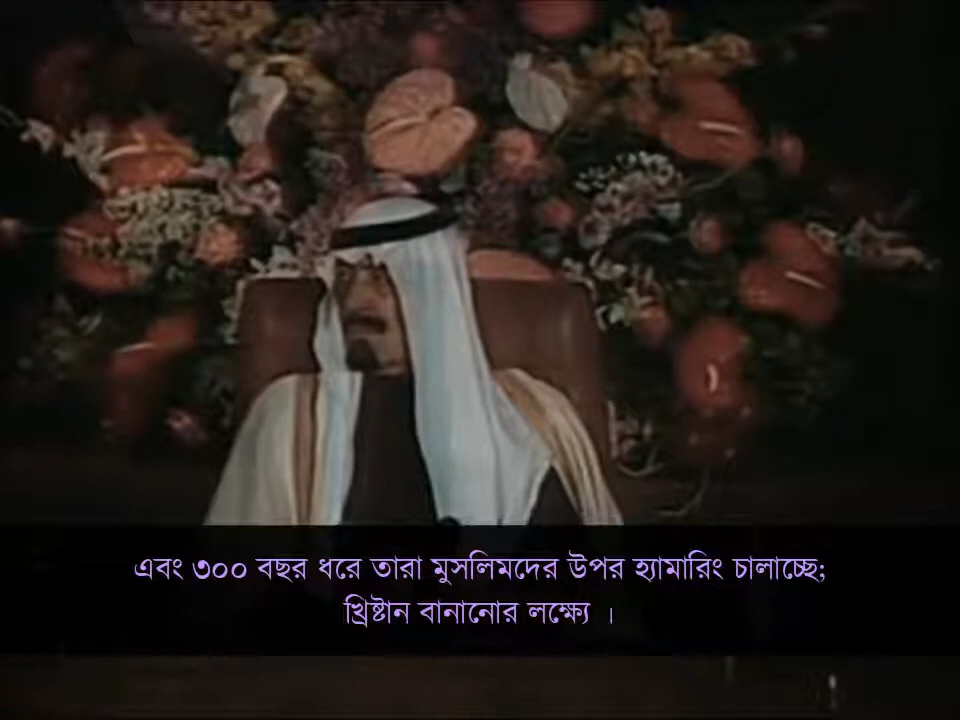 এবং ৩০০ বছর ধরে তারা মুসলিমদের উপর হ্যামারিং চালাচ্ছে;
খ্রিষ্টান বানানোর লক্ষ্যে ।